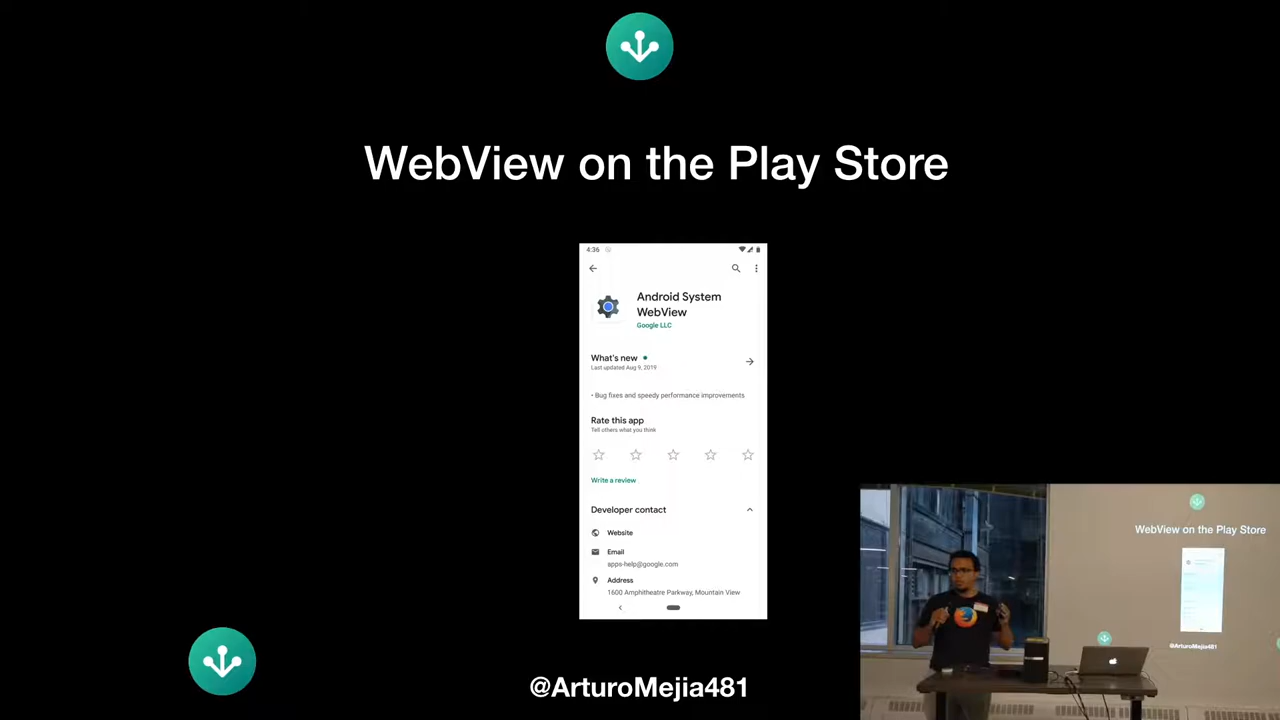 WebView on the Play Store
4:36
Android System
WebView
Google LLC
What's new
Last updated Aug 9, 2019
• Bug fixes and speedy performance improvements
Rate this app
Tell others what you think
Write a review
Developer contact
Website
Email
apps-help@google.com
Address
1600 Amphitheatre Parkway, Mountain View
@ArturoMejia481
WebView on the Play Store
@ArturoMejia481